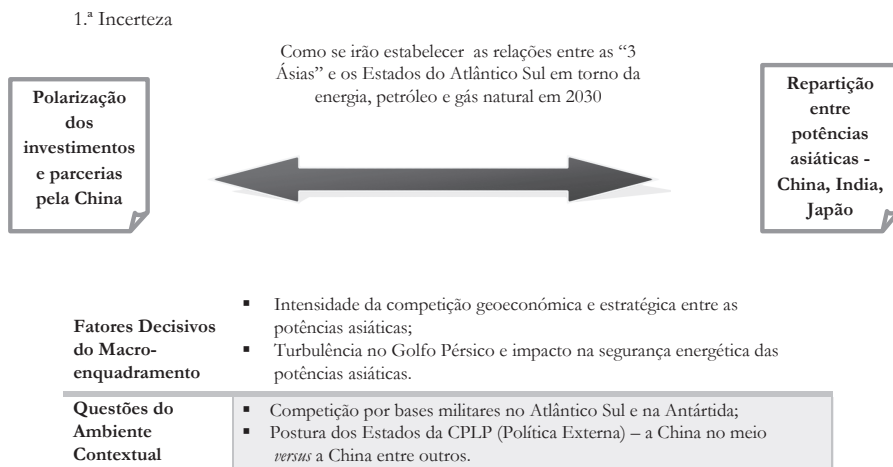 1.ª Incerteza
Como se irão estabelecer as relações entre as “3
Ásias” e os Estados do Atlântico Sul em torno da
energia, petróleo e gás natural em 2030
Polarização
dos
investimentos
e parcerias
pela China
Repartição
entre
potências
asiáticas -
China, India,
Japão
Fatores Decisivos
do Macro-
enquadramento
▪ Intensidade da competição geoeconómica e estratégica entre as
potências asiáticas;
▪ Turbulência no Golfo Pérsico e impacto na segurança energética das
potências asiáticas.
Questões do
Ambiente
Contextual
▪ Competição por bases militares no Atlântico Sul e na Antártida;
▪ Postura dos Estados da CPLP (Política Externa) – a China no meio
versus a China entre outros.